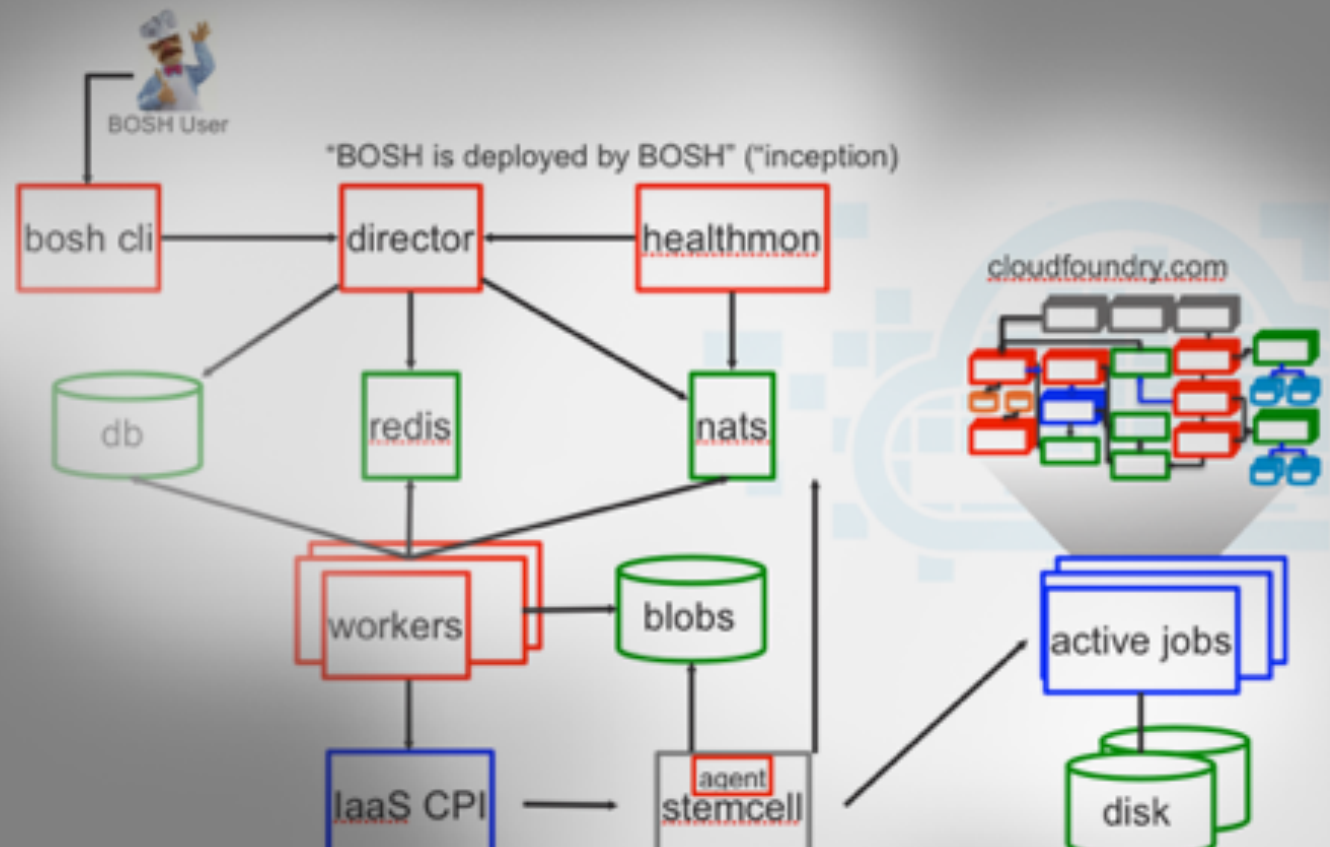 BOSH User
"BOSH is deployed by BOSH" ("inception)
bosh cli
director
healthmon
cloudfoundry.com
db
redis
nats
workers
blobs
active jobs
IaaS CPI
agent
stemcell
disk